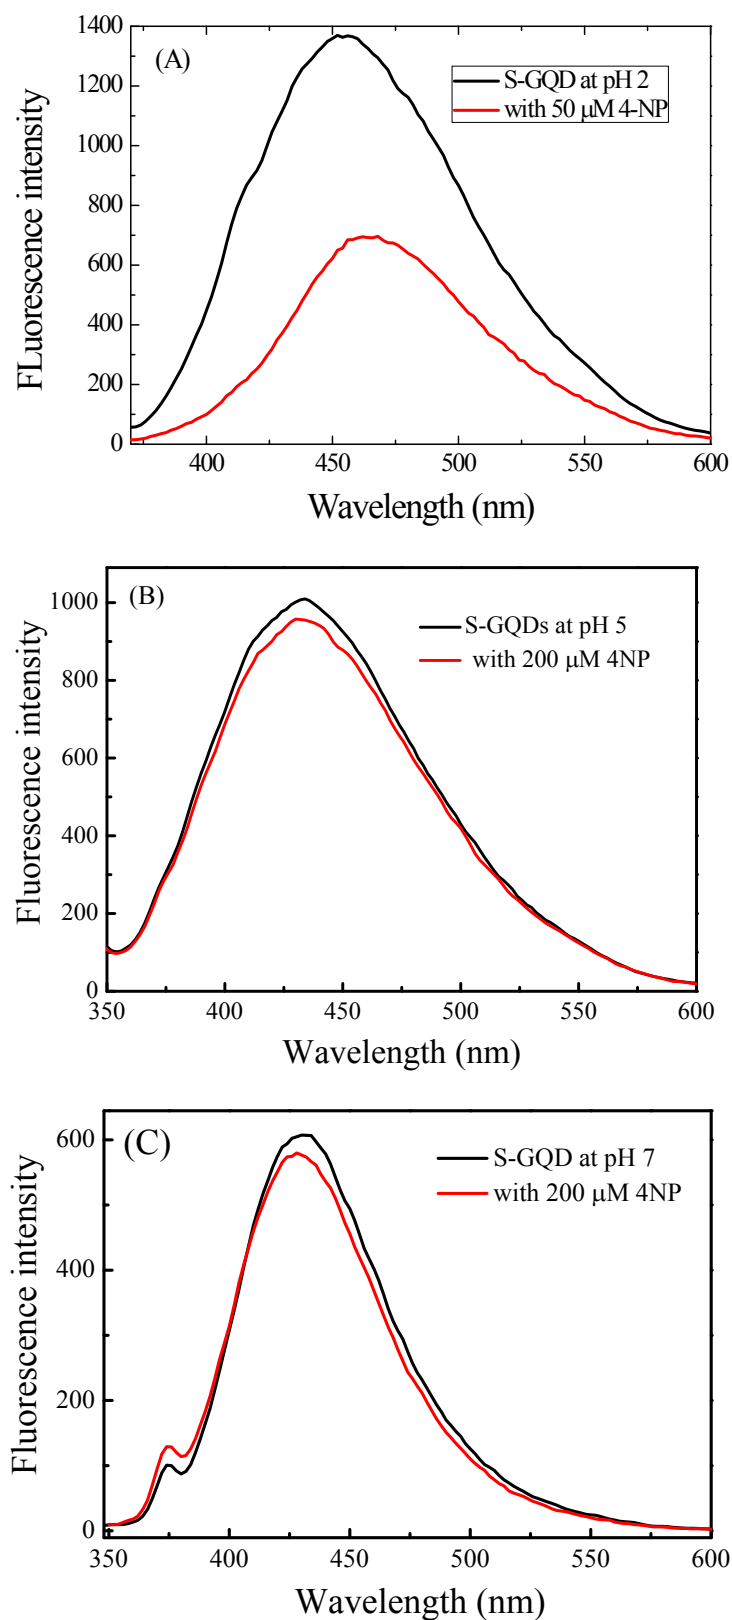 (A)
S-GQD at pH 2
with 50 μM 4-NP
FLuorescence intensity
1400
1200
1000
800
600
400
200
0
400 450 500 550 600
Wavelength (nm)
(B)
S-GQDs at pH 5
with 200 μM 4NP
Fluorescence intensity
1000
800
600
400
200
0
350 400 450 500 550 600
Wavelength (nm)
(C)
S-GQD at pH 7
with 200 μM 4NP
Fluorescence intensity
600
400
200
0
350 400 450 500 550 600
Wavelength (nm)